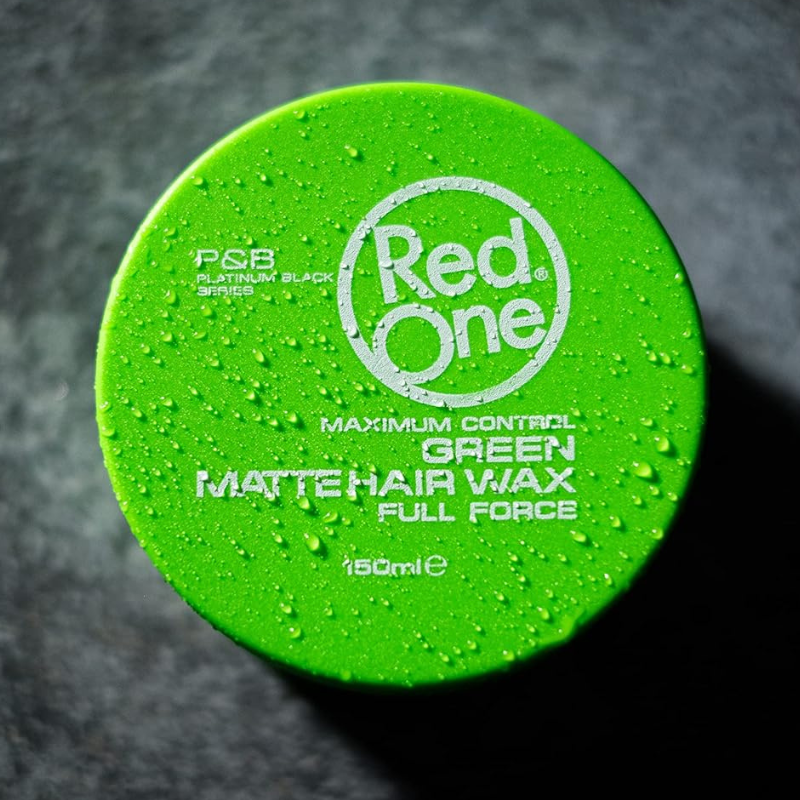 P&B
PLATINUM BLACK
SERIES
Red
One®
MAXIMUM CONTROL
GREEN
MATTE HAIR WAX
FULL FORCE
150ml e